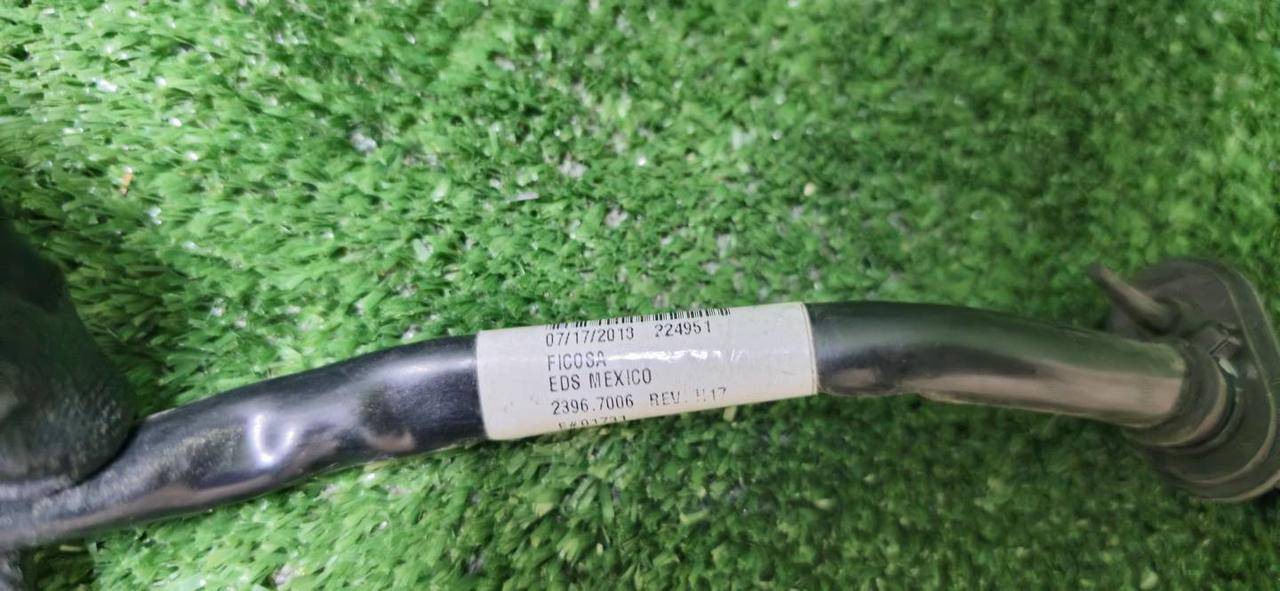 07/17/2013 224951
FICOSA
EDS MEXICO
2396.7006 REV.